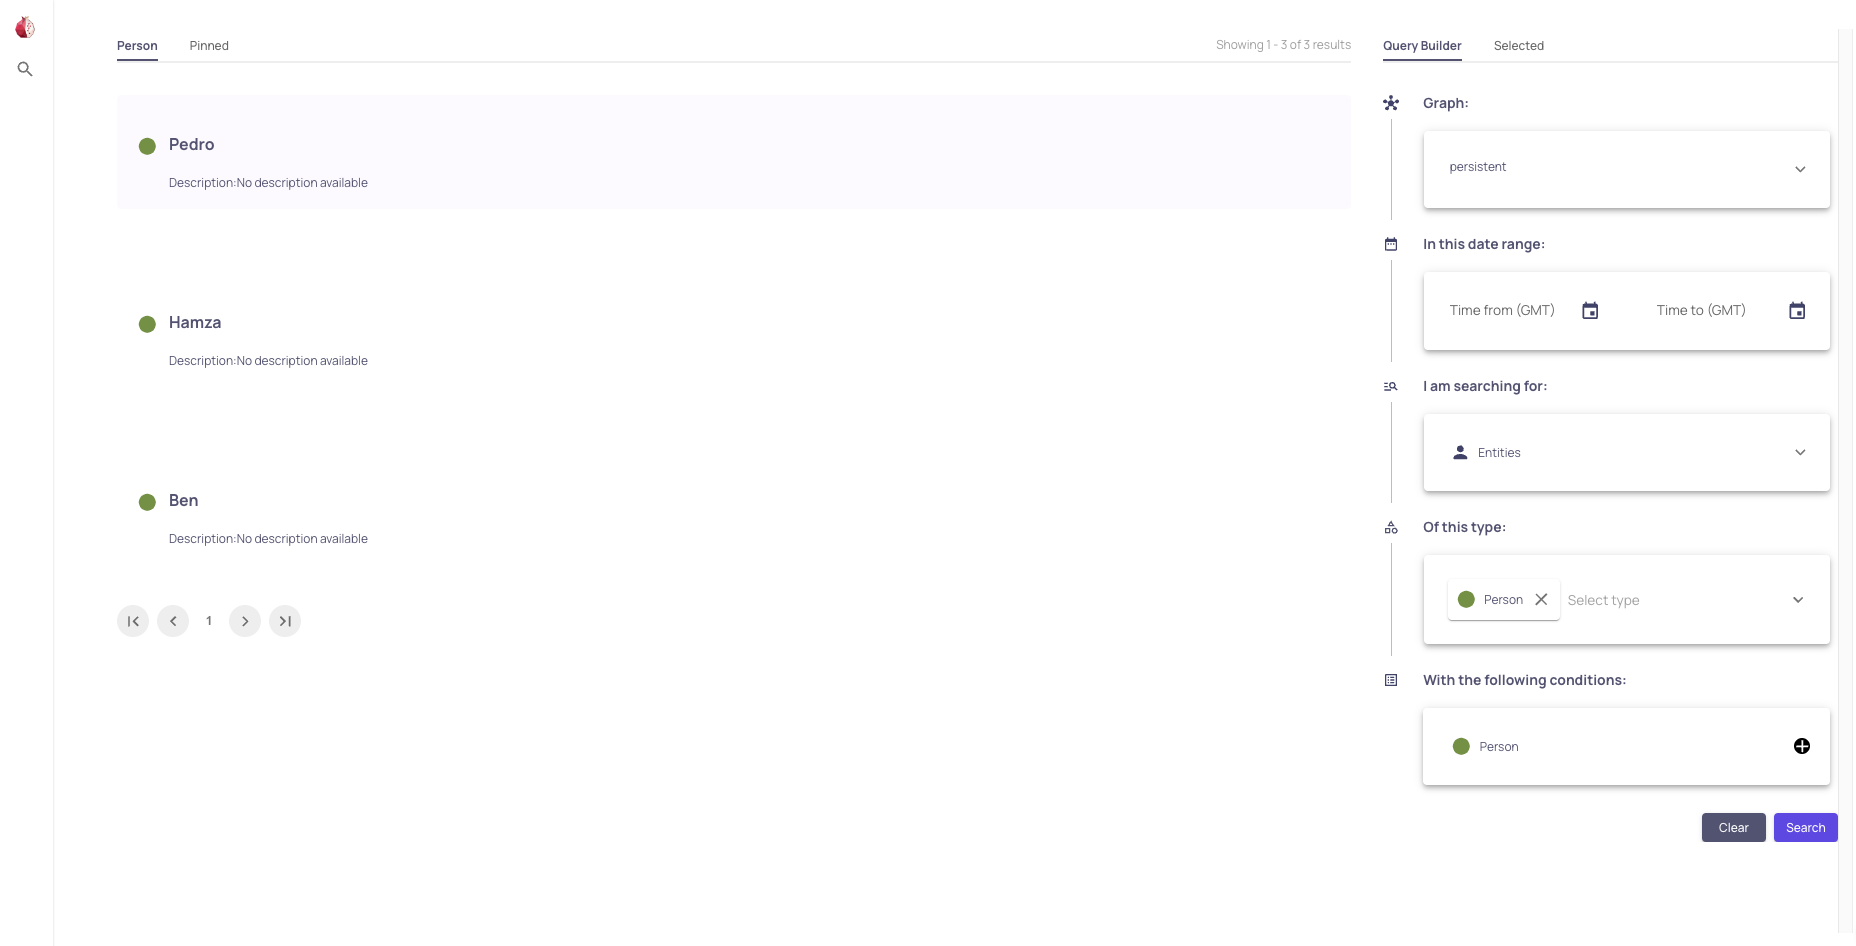 Person
Pinned
Showing 1 - 3 of 3 results
Pedro
Description:No description available
Hamza
Description:No description available
Ben
Description:No description available
1
Query Builder
Selected
Graph:
persistent
In this date range:
Time from (GMT)
Time to (GMT)
I am searching for:
Entities
Of this type:
Person
Select type
With the following conditions:
Person
Clear
Search